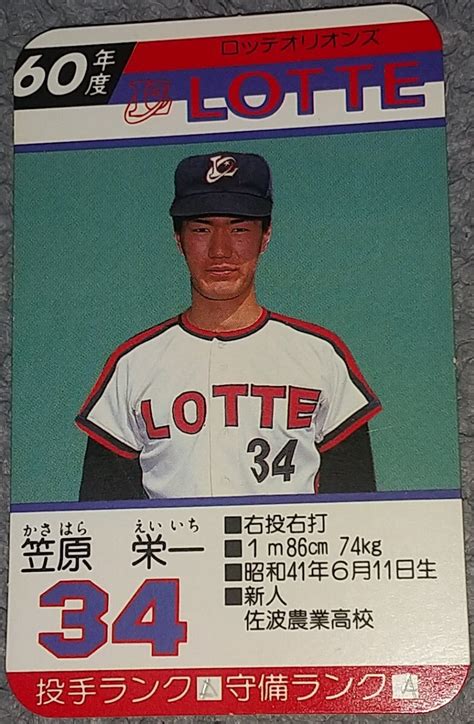 60年度
ロッテオリオンズ
LOTTE
LOTTE
34
かさ はら えい いち
笠原 栄一
34
■右投右打
■1m86cm 74kg
■昭和41年6月11日生
■新人
佐波農業高校
投手ランク 守備ランク